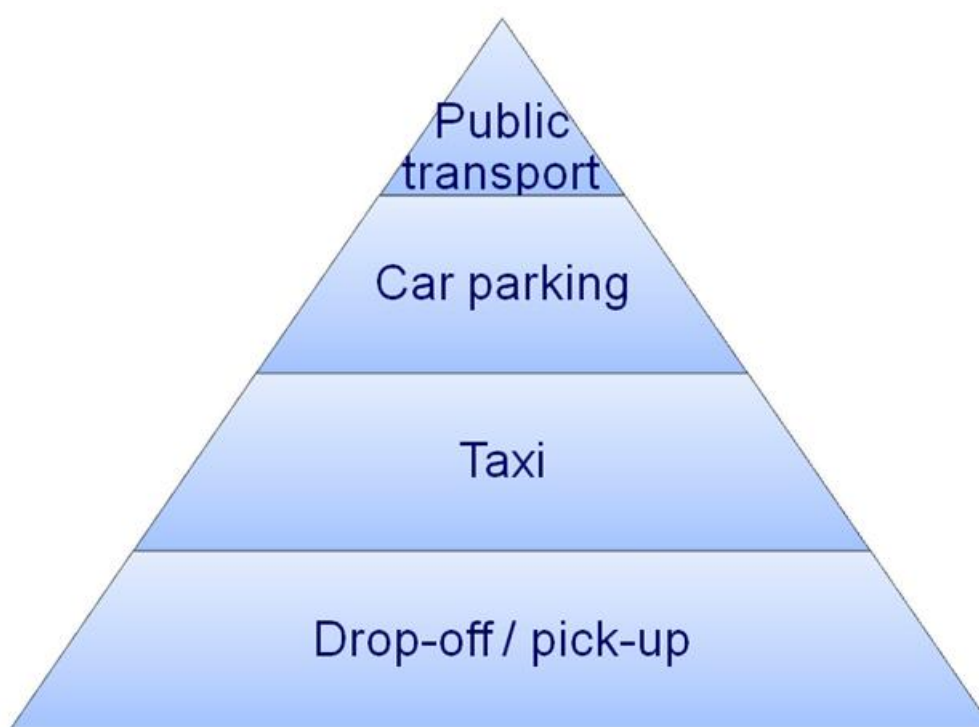 Public
transport
Car parking
Taxi
Drop-off / pick-up